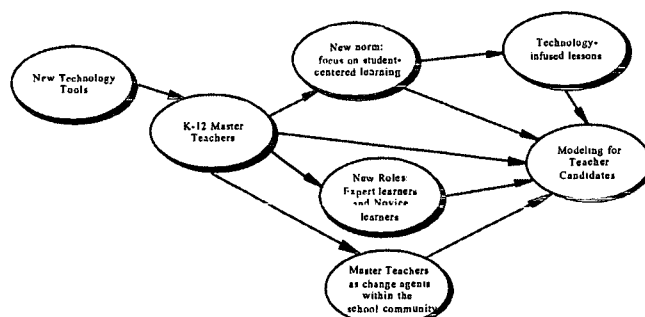 New norm:
focus on student-
centered learning
Technology-
infused lessons
New Technology
Tools
K-12 Master
Teachers
Modeling for
Teacher
Candidates
New Roles:
Expert learners
and Novice
learners
Master Teachers
as change agents
within the
school community